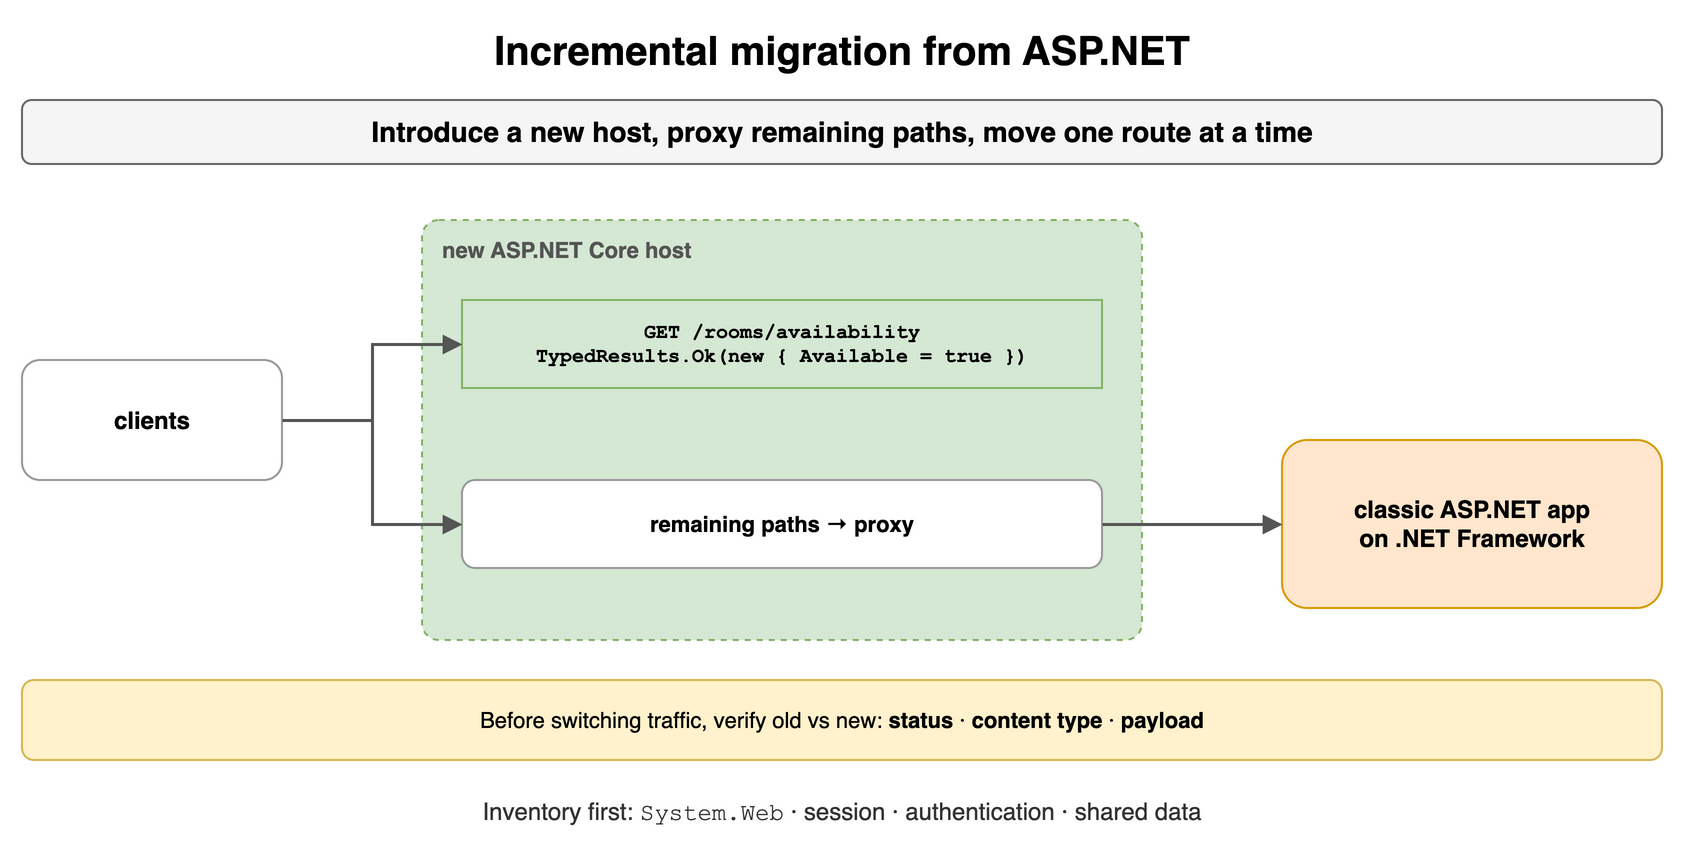 Incremental migration from ASP.NET
Introduce a new host, proxy remaining paths, move one route at a time
new ASP.NET Core host
GET /rooms/availability
TypedResults.Ok(new { Available = true })
clients
remaining paths → proxy
classic ASP.NET app
on .NET Framework
Before switching traffic, verify old vs new: status · content type · payload
Inventory first: System.Web · session · authentication · shared data